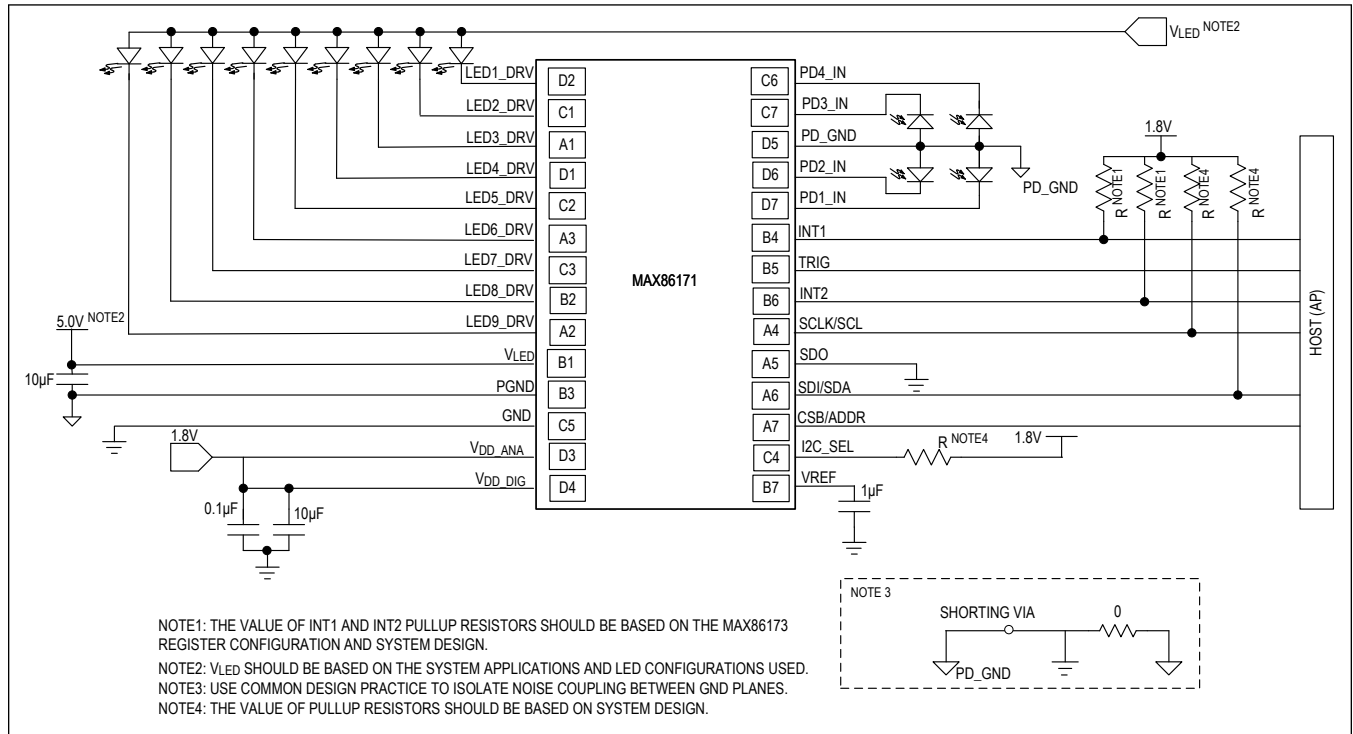 VLED NOTE2
LED1_DRV
D2
LED2_DRV
C1
LED3_DRV
A1
LED4_DRV
D1
LED5_DRV
C2
LED6_DRV
A3
LED7_DRV
C3
LED8_DRV
B2
LED9_DRV
A2
VLED
B1
PGND
B3
GND
C5
VDD_ANA
D3
VDD_DIG
D4
5.0V NOTE2
10µF
1.8V
0.1µF
10µF
MAX86171
C6
PD4_IN
C7
PD3_IN
D5
PD_GND
D6
PD2_IN
D7
PD1_IN
B4
INT1
B5
TRIG
B6
INT2
A4
SCLK/SCL
A5
SDO
A6
SDI/SDA
A7
CSB/ADDR
C4
I2C_SEL
B7
VREF
PD_GND
1.8V
R NOTE1
R NOTE1
R NOTE4
R NOTE4
HOST (AP)
R NOTE4
1.8V
1µF
NOTE 3
SHORTING VIA
0
PD_GND
NOTE1: THE VALUE OF INT1 AND INT2 PULLUP RESISTORS SHOULD BE BASED ON THE MAX86173
REGISTER CONFIGURATION AND SYSTEM DESIGN.
NOTE2: VLED SHOULD BE BASED ON THE SYSTEM APPLICATIONS AND LED CONFIGURATIONS USED.
NOTE3: USE COMMON DESIGN PRACTICE TO ISOLATE NOISE COUPLING BETWEEN GND PLANES.
NOTE4: THE VALUE OF PULLUP RESISTORS SHOULD BE BASED ON SYSTEM DESIGN.